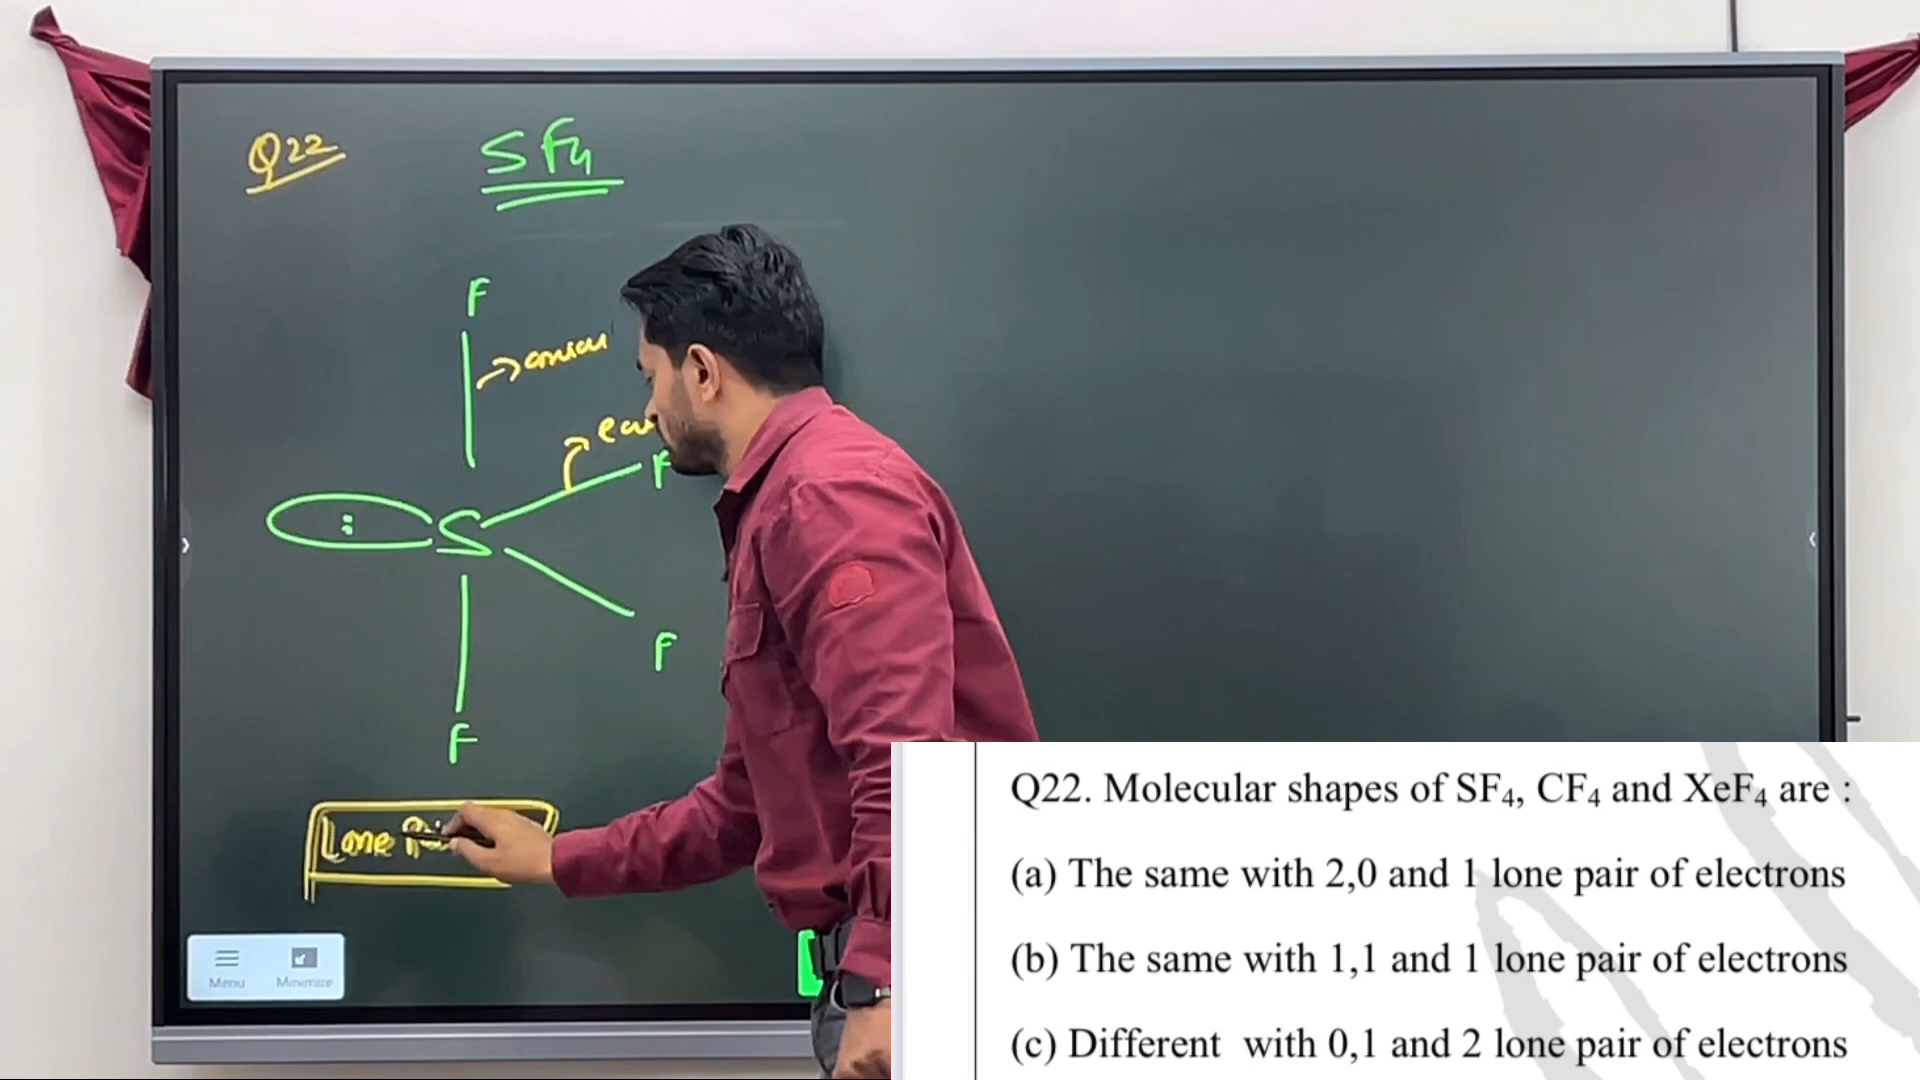 Q22
SF4
F
F
: S
F
F
Lone
Menu Minimize
Q22. Molecular shapes of SF₄, CF₄ and XeF₄ are :
(a) The same with 2,0 and 1 lone pair of electrons
(b) The same with 1,1 and 1 lone pair of electrons
(c) Different with 0,1 and 2 lone pair of electrons